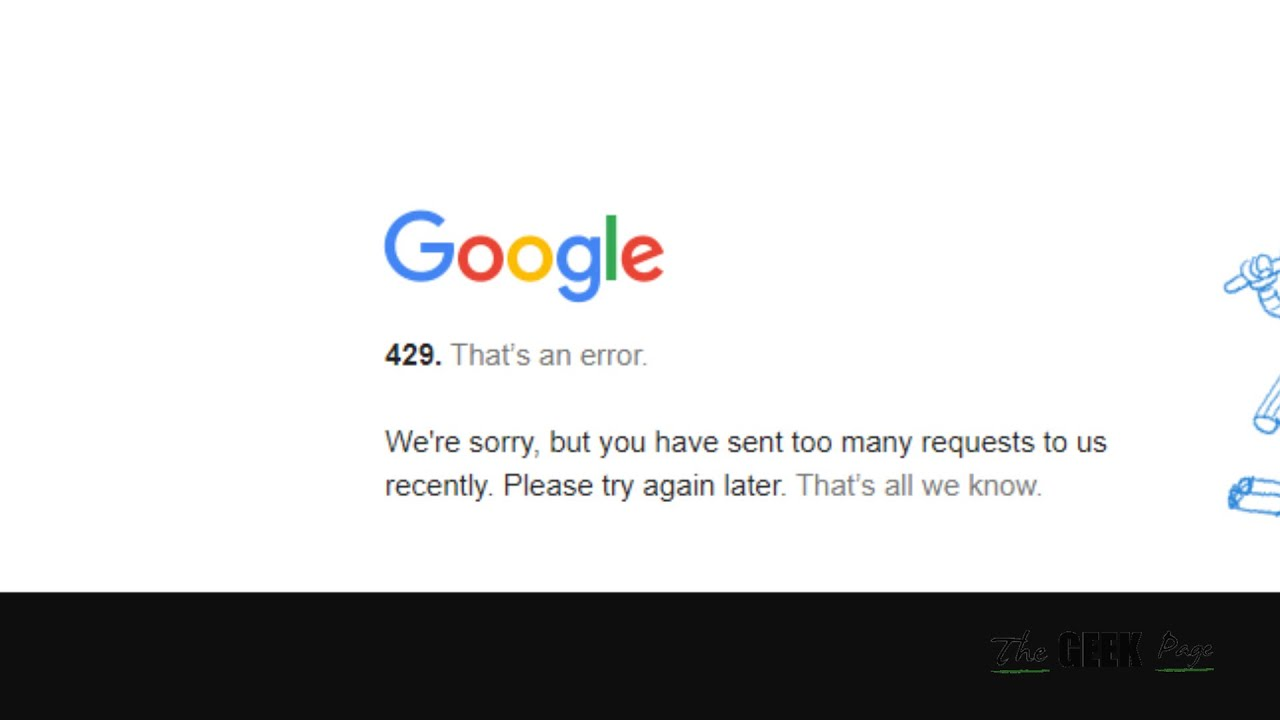 Google
429. That’s an error.
We're sorry, but you have sent too many requests to us
recently. Please try again later. That’s all we know.
The GEEK Page